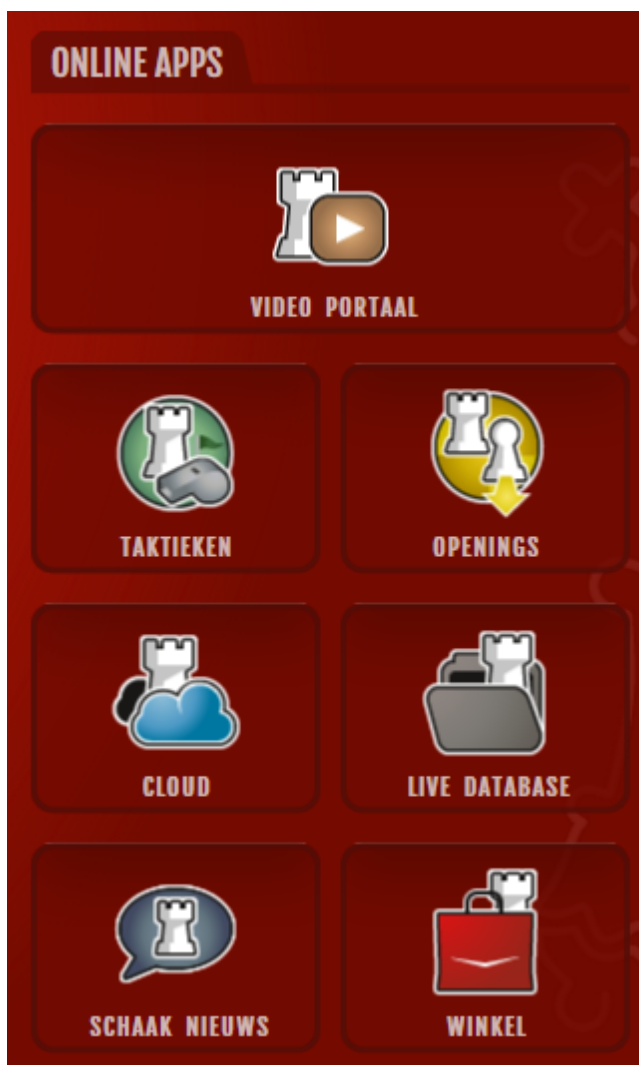 ONLINE APPS
VIDEO PORTAAL
TAKTIEKEN
OPENINGS
CLOUD
LIVE DATABASE
SCHAAK NIEUWS
WINKEL